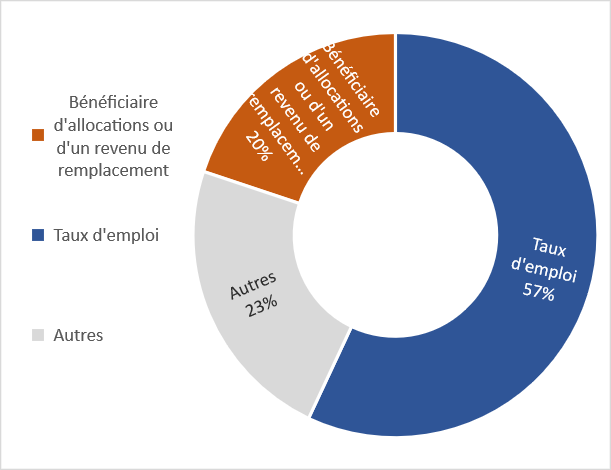 Bénéficiaire
d'allocations ou
d'un revenu de
remplacement
Taux d'emploi
Autres
Bénéficiaire
d'allocations
ou d'un
revenu de
remplacem...
20%
Taux
d'emploi
57%
Autres
23%